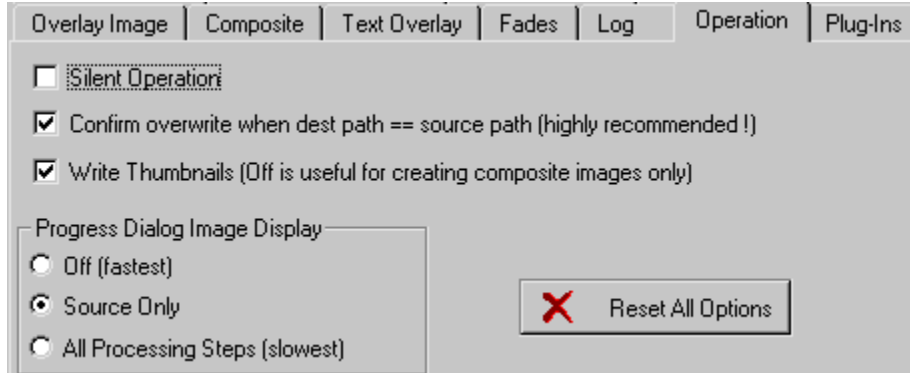 Overlay Image Composite Text Overlay Fades Log Operation Plug-Ins
Silent Operation
Confirm overwrite when dest path == source path (highly recommended !)
Write Thumbnails (Off is useful for creating composite images only)
Progress Dialog Image Display
Off (fastest)
Source Only
Reset All Options
All Processing Steps (slowest)